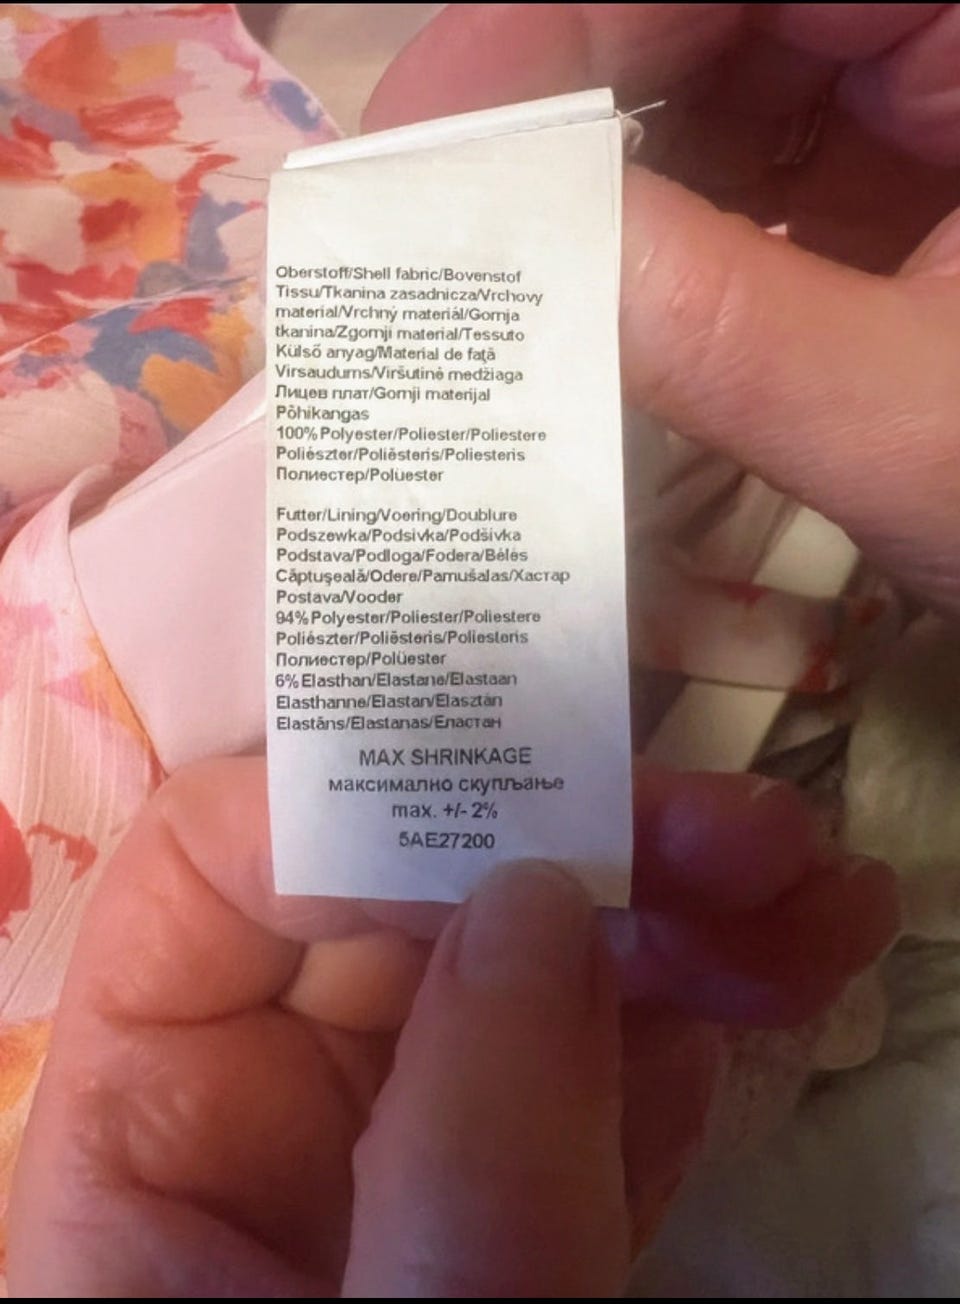 Oberstoff/Shell fabric/Bovenstof
Tissu/Tkanina zasadnicza/Vrchovy
material/Vrchný materiál/Gornja
tkanina/Zgornji material/Tessuto
Külső anyag/Material de faţă
Virsaudums/Viršutinė medžiaga
Лицев плат/Gornji materijal
Põhikangas
100% Polyester/Poliester/Poliestere
Poliészter/Poliēsteris/Poliesteris
Полиестер/Polüester
Futter/Lining/Voering/Doublure
Podszewka/Podsivka/Podšívka
Podstava/Podloga/Fodera/Bélés
Căptuşeală/Odere/Pamušalas/Хастар
Postava/Vooder
94% Polyester/Poliester/Poliestere
Poliészter/Poliēsteris/Poliesteris
Полиестер/Polüester
6% Elasthan/Elastane/Elastaan
Elasthanne/Elastan/Elasztán
Elastāns/Elastanas/Еластан
MAX SHRINKAGE
максимално скупљање
max. +/- 2%
5AE27200